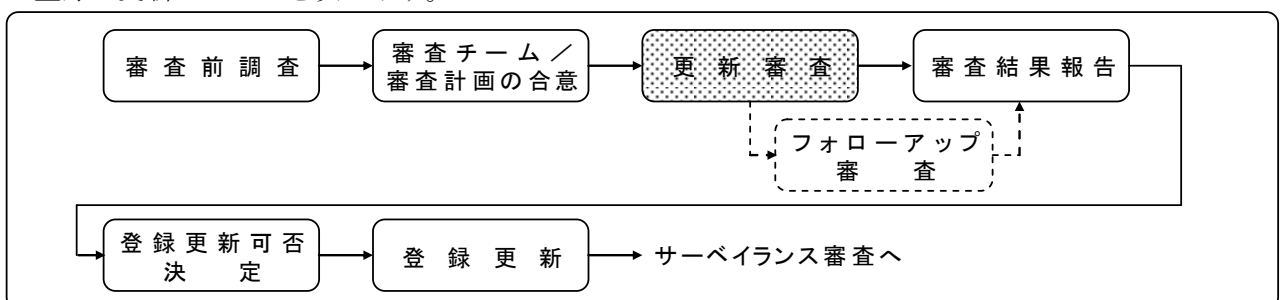 審査前調査
審査チーム／
審査計画の合意
更新審査
審査結果報告
フォローアップ
審査
登録更新可否
決定
登録更新
サーベイランス審査へ